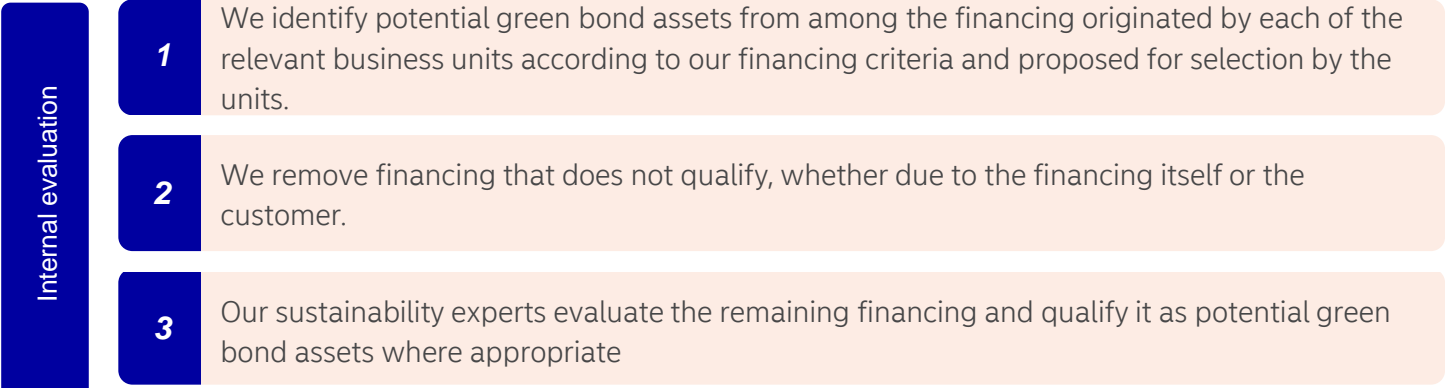 Internal evaluation
1
We identify potential green bond assets from among the financing originated by each of the
relevant business units according to our financing criteria and proposed for selection by the
units.
2
We remove financing that does not qualify, whether due to the financing itself or the
customer.
3
Our sustainability experts evaluate the remaining financing and qualify it as potential green
bond assets where appropriate